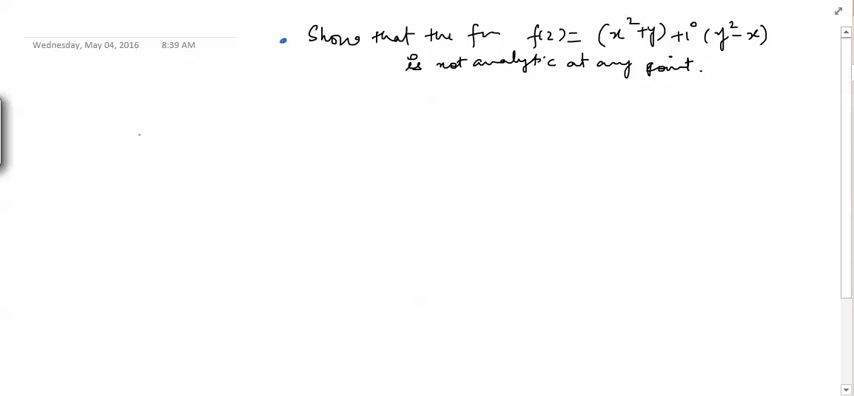 Wednesday, May 04, 2016 8:39 AM
Show that the fn f(z) = (x²+y) + i (y²-x)
is not analytic at any point.